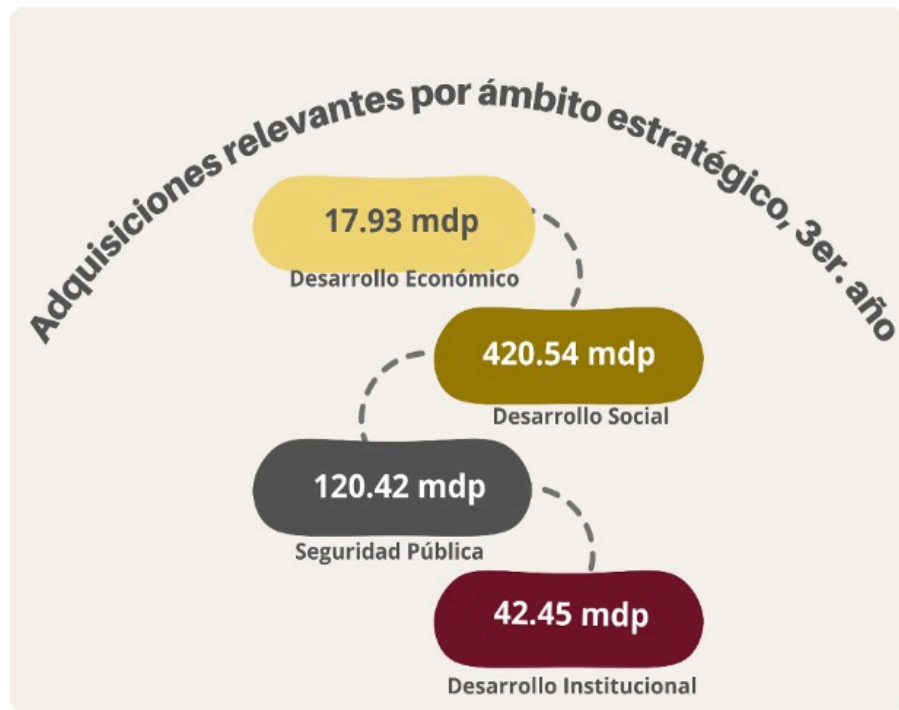 Adquisiciones relevantes por ámbito estratégico, 3er. año
17.93 mdp
Desarrollo Económico
420.54 mdp
Desarrollo Social
120.42 mdp
Seguridad Pública
42.45 mdp
Desarrollo Institucional